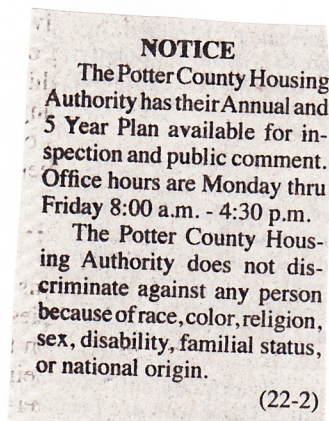 NOTICE
The Potter County Housing
Authority has their Annual and
5 Year Plan available for in-
spection and public comment.
Office hours are Monday thru
Friday 8:00 a.m. - 4:30 p.m.
The Potter County Hous-
ing Authority does not dis-
criminate against any person
because of race, color, religion,
sex, disability, familial status,
or national origin.
(22-2)